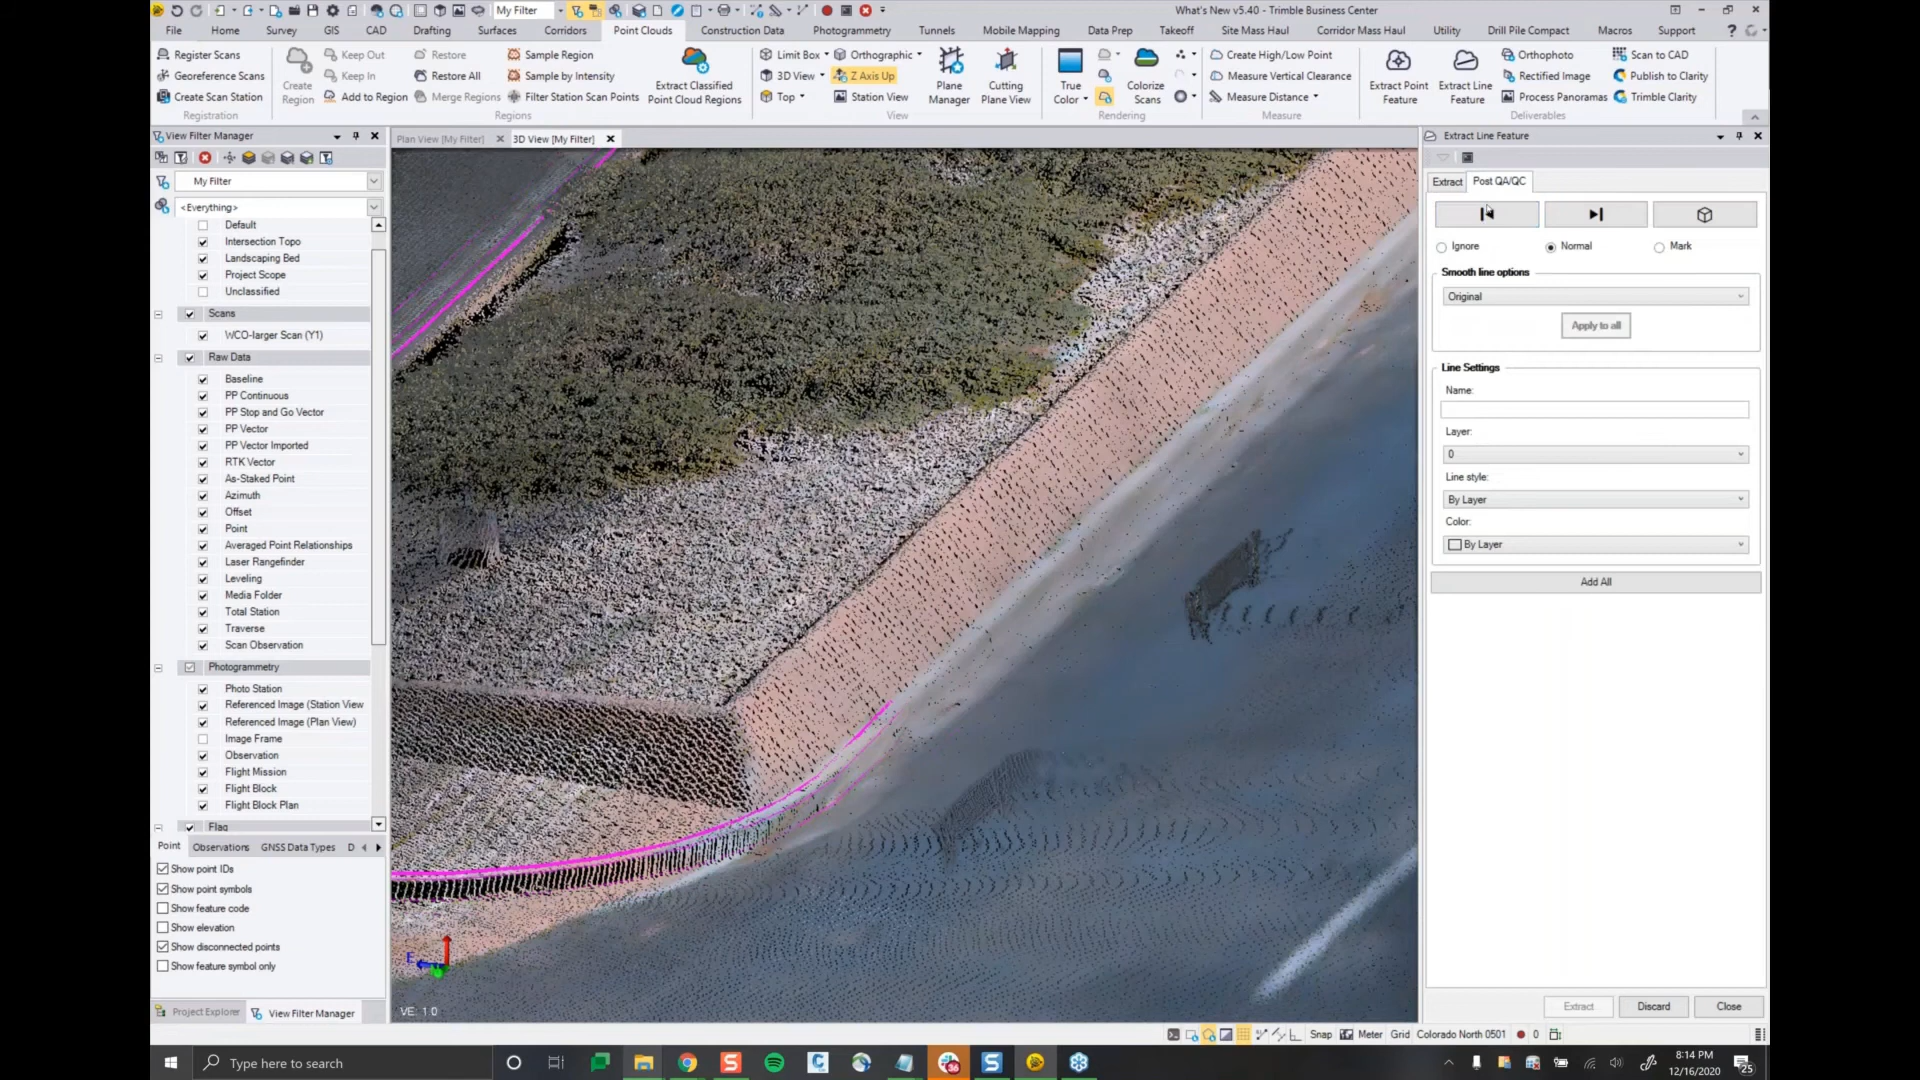 My Filter
What's New v5.40 - Trimble Business Center
File
Home
Survey
GIS
CAD
Drafting
Surfaces
Corridors
Point Clouds
Construction Data
Photogrammetry
Tunnels
Mobile Mapping
Data Prep
Takeoff
Site Mass Haul
Corridor Mass Haul
Utility
Drill Pile Compact
Macros
Support
Register Scans
Georeference Scans
Create Scan Station
Registration
Create Region
Keep Out
Keep In
Add to Region
Restore
Restore All
Merge Regions
Sample Region
Sample by Intensity
Filter Station Scan Points
Extract Classified
Point Cloud Regions
Regions
Limit Box
3D View
Top
Orthographic
Z Axis Up
Station View
Plane Manager
Cutting Plane View
View
True Color
Colorize Scans
Rendering
Create High/Low Point
Measure Vertical Clearance
Measure Distance
Measure
Extract Point Feature
Extract Line Feature
Orthophoto
Rectified Image
Process Panoramas
Scan to CAD
Publish to Clarity
Trimble Clarity
Deliverables
View Filter Manager
My Filter
<Everything>
Default
Intersection Topo
Landscaping Bed
Project Scope
Unclassified
Scans
WCO-larger Scan (Y1)
Raw Data
Baseline
PP Continuous
PP Stop and Go Vector
PP Vector
PP Vector Imported
RTK Vector
As-Staked Point
Azimuth
Offset
Point
Averaged Point Relationships
Laser Rangefinder
Leveling
Media Folder
Total Station
Traverse
Scan Observation
Photogrammetry
Photo Station
Referenced Image (Station View
Referenced Image (Plan View)
Image Frame
Observation
Flight Mission
Flight Block
Flight Block Plan
Flag
Point
Observations
GNSS Data Types
D
Show point IDs
Show point symbols
Show feature code
Show elevation
Show disconnected points
Show feature symbol only
Project Explorer
View Filter Manager
Plan View [My Filter]
3D View [My Filter]
E
VE: 1.0
Extract Line Feature
Extract
Post QA/QC
Ignore
Normal
Mark
Smooth line options
Original
Apply to all
Line Settings
Name:
Layer:
0
Line style:
By Layer
Color:
By Layer
Add All
Extract
Discard
Close
Snap
Meter
Grid
Colorado North 0501
0
Type here to search
8:14 PM
12/16/2020
25